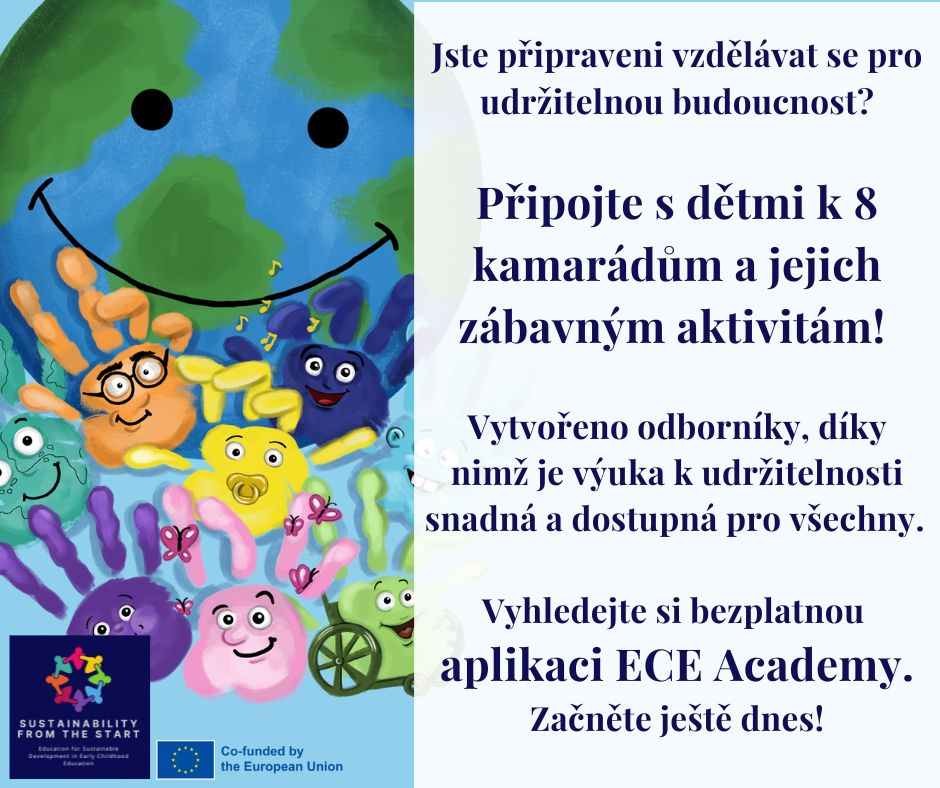 Jste připraveni vzdělávat se pro
udržitelnou budoucnost?
Připojte s dětmi k 8
kamarádům a jejich
zábavným aktivitám!
Vytvořeno odborníky, díky
nimž je výuka k udržitelnosti
snadná a dostupná pro všechny.
Vyhledejte si bezplatnou
aplikaci ECE Academy.
Začněte ještě dnes!
SUSTAINABILITY
FROM THE START
Education for Sustainable
Development in Early Childhood
Education
Co-funded by
the European Union